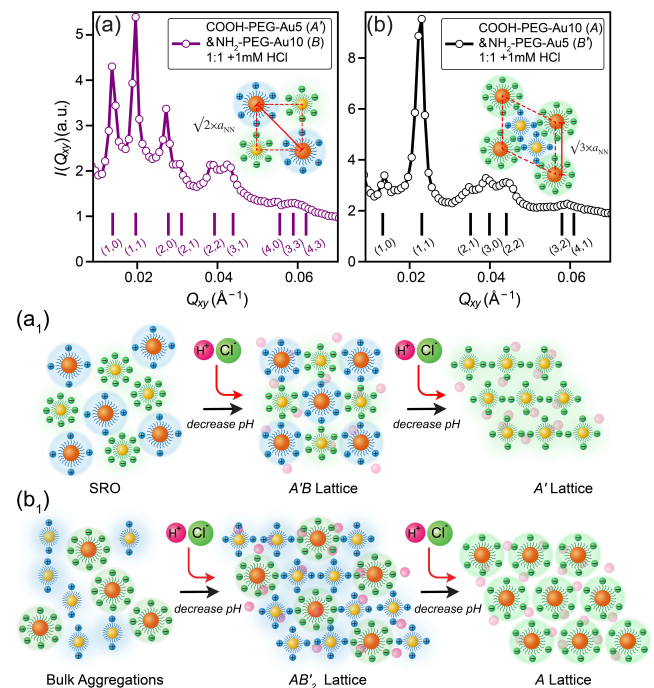 (a)
COOH-PEG-Au5 (A′)
&NH₂-PEG-Au10 (B)
1:1 +1mM HCl
√2×aNN
I(Qxy)(a. u.)
5
4
3
2
1
0
(1,0)
(1,1)
(2,0)
(2,1)
(2,2)
(3,1)
(4,0)
(3,3)
(4,3)
0.02
0.04
0.06
Qxy (Å⁻¹)
(b)
COOH-PEG-Au10 (A)
&NH₂-PEG-Au5 (B′)
1:1 +1mM HCl
√3×aNN
8
6
4
2
0
(1,0)
(1,1)
(2,1)
(3,0)
(2,2)
(3,2)
(4,1)
0.02
0.04
0.06
Qxy (Å⁻¹)
(a₁)
H⁺ Cl⁻
decrease pH
H⁺ Cl⁻
decrease pH
SRO
A′B Lattice
A′ Lattice
(b₁)
H⁺ Cl⁻
decrease pH
H⁺ Cl⁻
decrease pH
Bulk Aggregations
AB′₂ Lattice
A Lattice